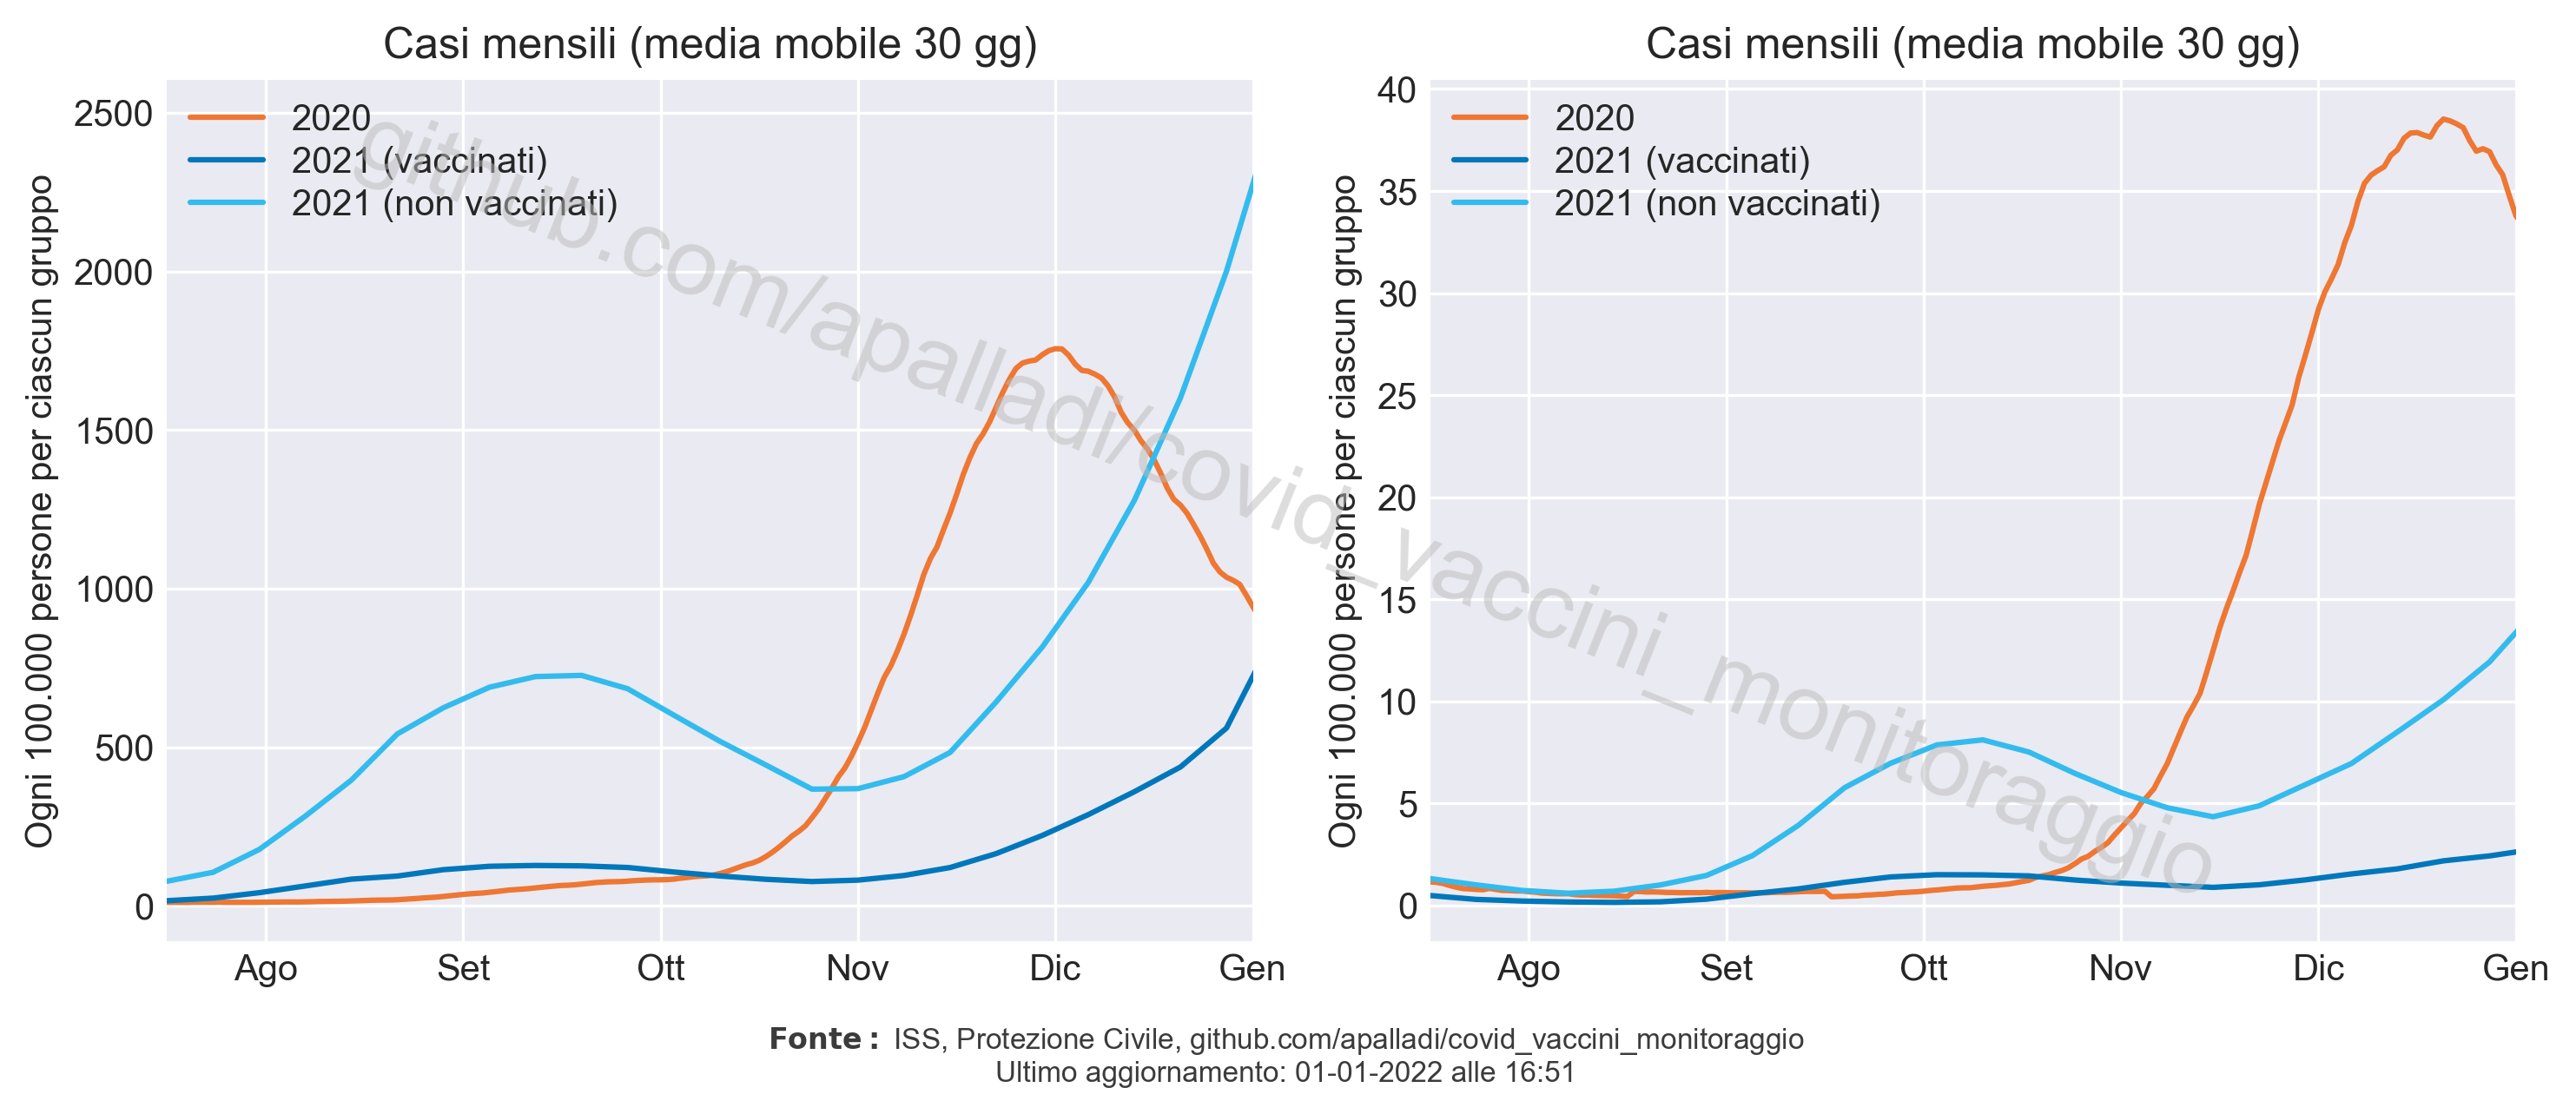 Casi mensili (media mobile 30 gg)
Ogni 100.000 persone per ciascun gruppo
2500
2000
1500
1000
500
0
2020
2021 (vaccinati)
2021 (non vaccinati)
Ago Set Ott Nov Dic Gen
Casi mensili (media mobile 30 gg)
Ogni 100.000 persone per ciascun gruppo
40
35
30
25
20
15
10
5
0
2020
2021 (vaccinati)
2021 (non vaccinati)
Ago Set Ott Nov Dic Gen
github.com/apalladi/covid_vaccini_monitoraggio
Fonte: ISS, Protezione Civile, github.com/apalladi/covid_vaccini_monitoraggio
Ultimo aggiornamento: 01-01-2022 alle 16:51